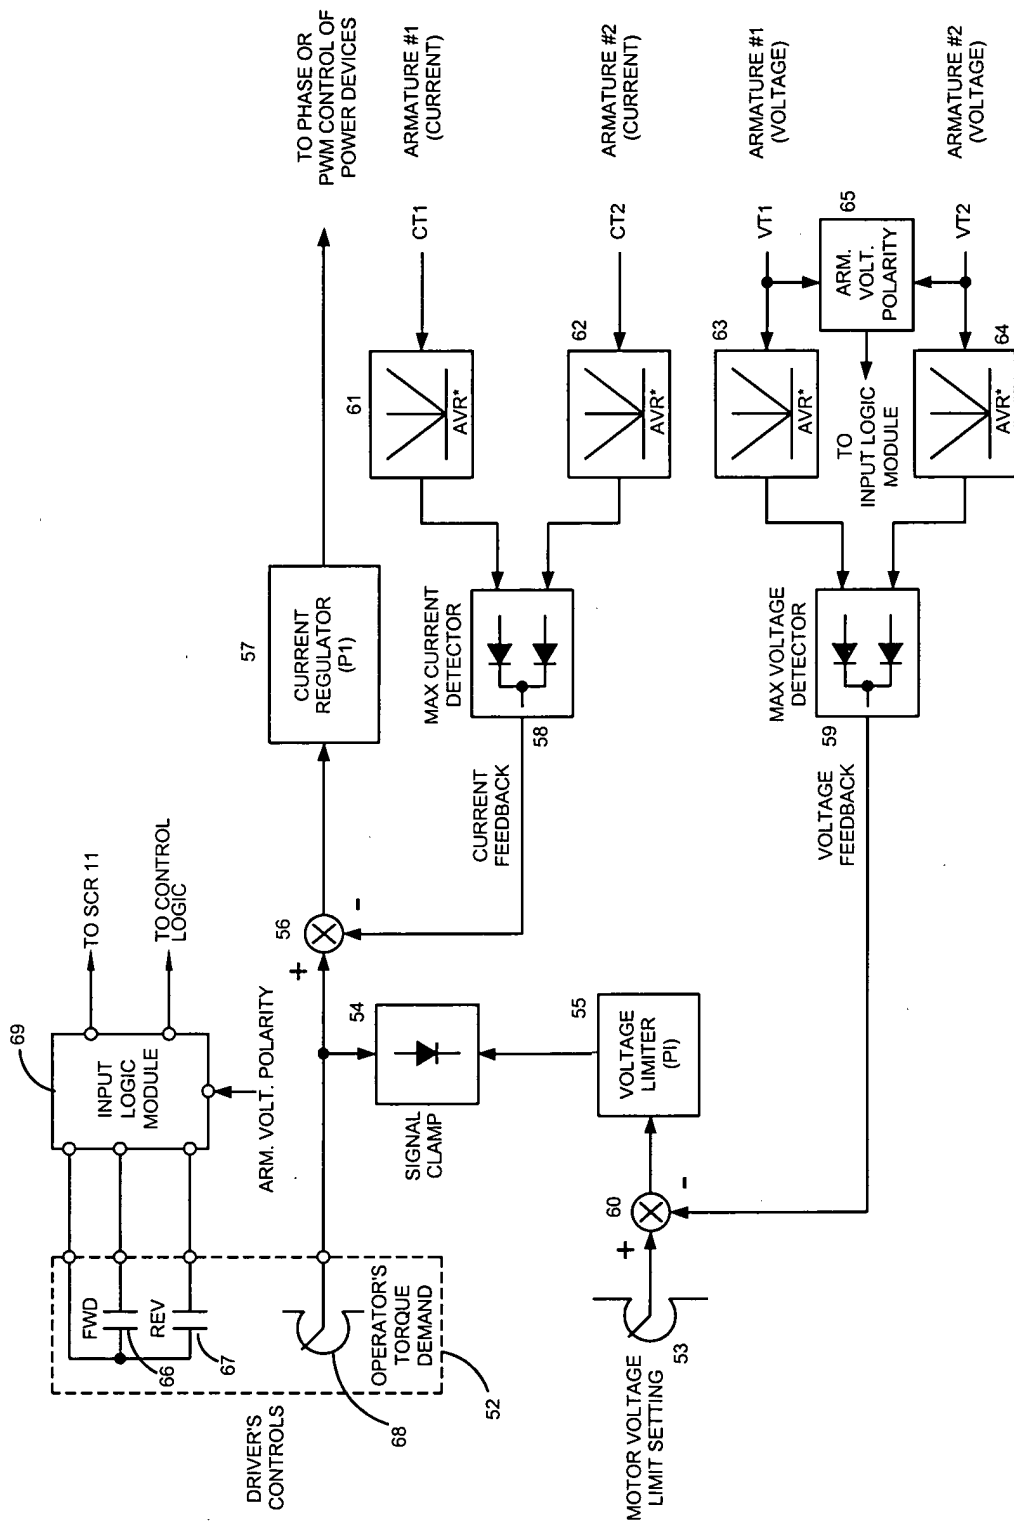 DRIVER'S
CONTROLS
FWD
66
REV
67
OPERATOR'S
TORQUE
DEMAND
68
52
69
INPUT
LOGIC
MODULE
TO SCR 11
TO CONTROL
LOGIC
ARM. VOLT. POLARITY
+
56
-
57
CURRENT
REGULATOR
(P1)
TO PHASE OR
PWM CONTROL OF
POWER DEVICES
54
SIGNAL
CLAMP
CURRENT
FEEDBACK
MAX CURRENT
DETECTOR
58
61
AVR*
CT1
ARMATURE #1
(CURRENT)
62
AVR*
CT2
ARMATURE #2
(CURRENT)
55
VOLTAGE
LIMITER
(PI)
MOTOR VOLTAGE
LIMIT SETTING
53
+
60
-
VOLTAGE
FEEDBACK
MAX VOLTAGE
DETECTOR
59
63
AVR*
VT1
ARMATURE #1
(VOLTAGE)
TO
INPUT LOGIC
MODULE
ARM.
VOLT.
POLARITY
65
64
AVR*
VT2
ARMATURE #2
(VOLTAGE)